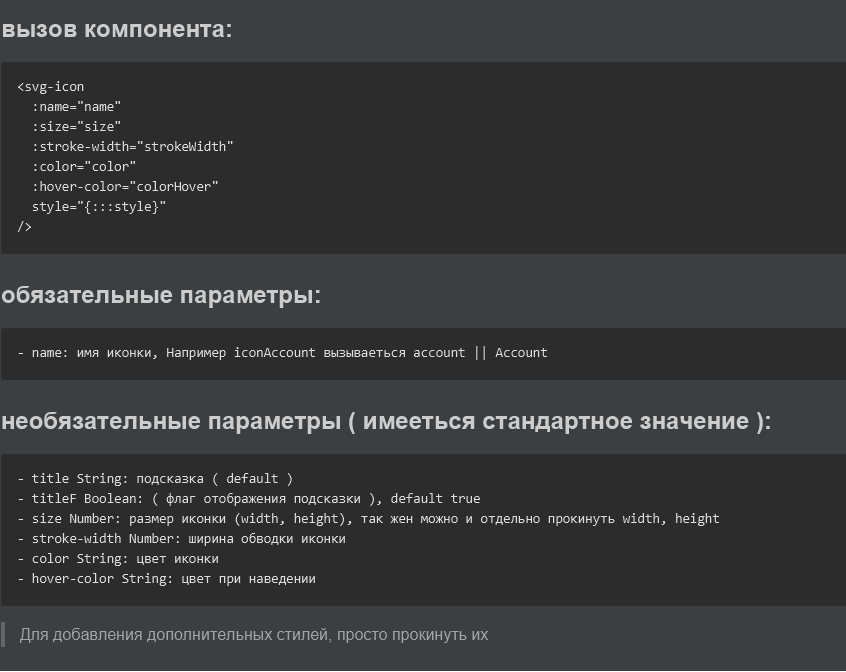 вызов компонента:
<svg-icon
:name="name"
:size="size"
:stroke-width="strokeWidth"
:color="color"
:hover-color="colorHover"
style="{:::style}"
/>
обязательные параметры:
- name: имя иконки, Например iconAccount вызываеться account || Account
необязательные параметры ( имееться стандартное значение ):
- title String: подсказка ( default )
- titleF Boolean: ( флаг отображения подсказки ), default true
- size Number: размер иконки (width, height), так жен можно и отдельно прокинуть width, height
- stroke-width Number: ширина обводки иконки
- color String: цвет иконки
- hover-color String: цвет при наведении
Для добавления дополнительных стилей, просто прокинуть их